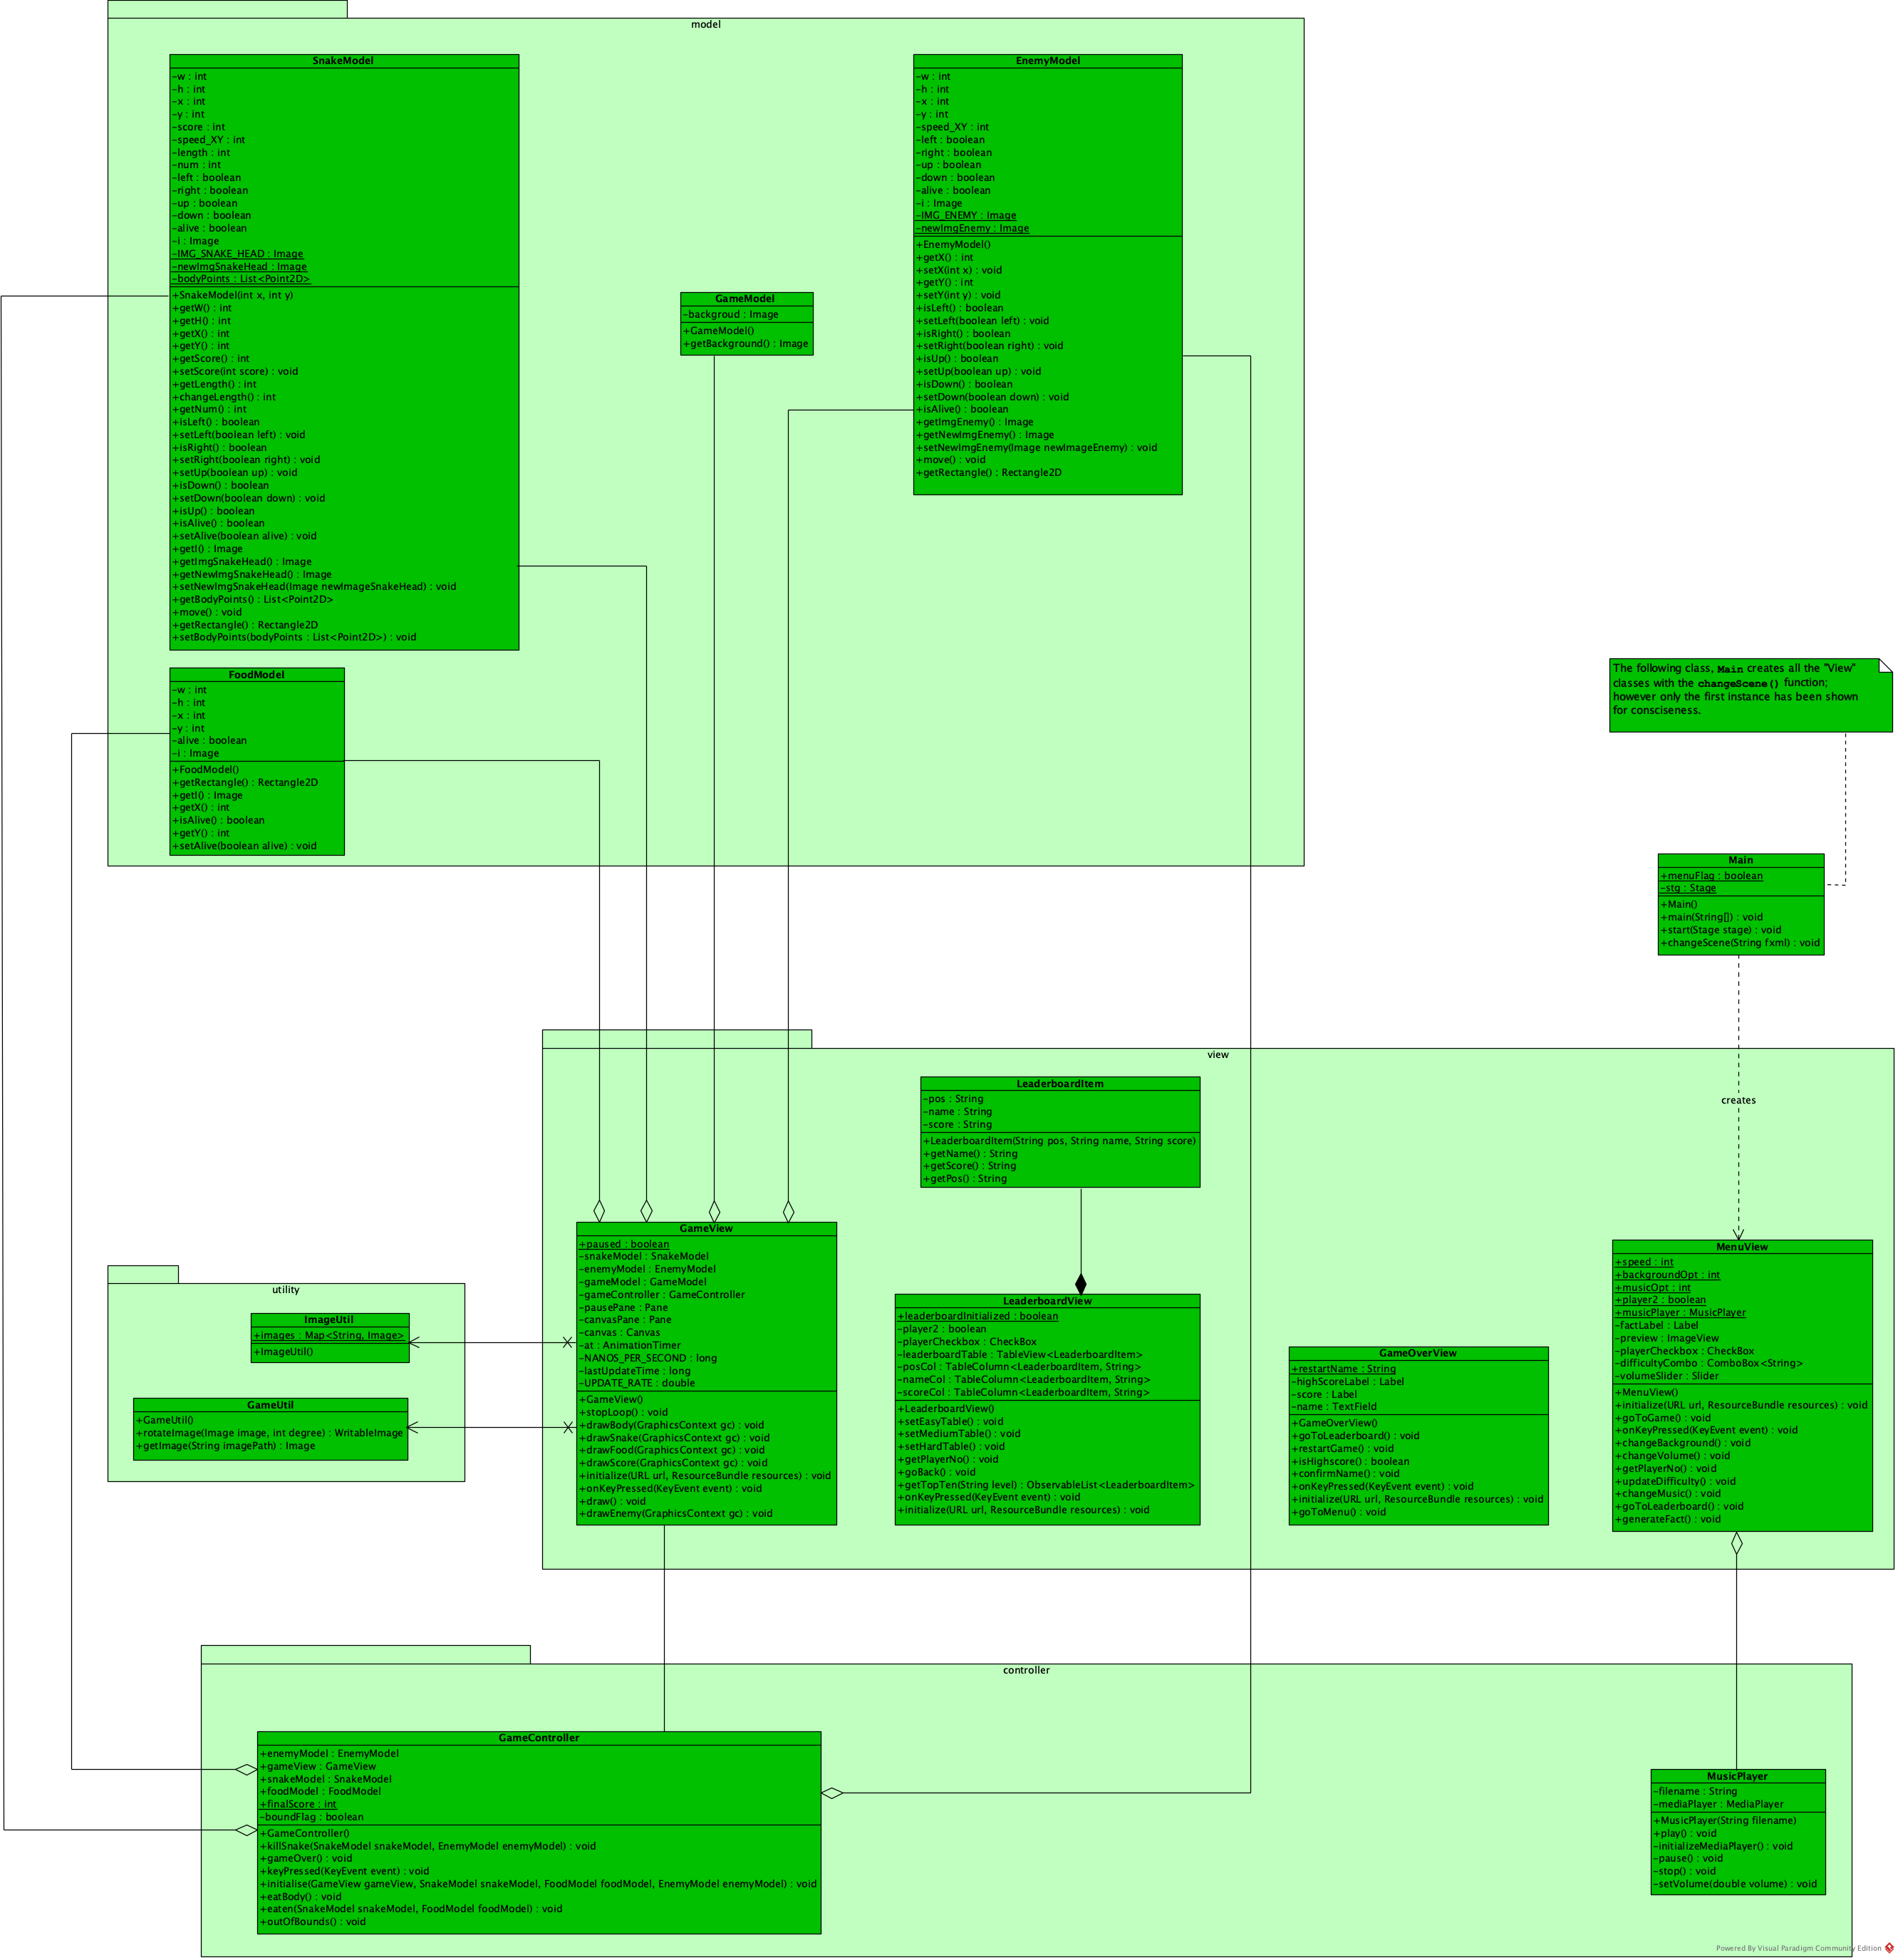 model
SnakeModel
-w : int
-h : int
-x : int
-y : int
-score : int
-speed_XY : int
-length : int
-num : int
-left : boolean
-right : boolean
-up : boolean
-down : boolean
-alive : boolean
-i : Image
-IMG_SNAKE_HEAD : Image
-newImgSnakeHead : Image
-bodyPoints : List<Point2D>
+SnakeModel(int x, int y)
+getW() : int
+getH() : int
+getX() : int
+getY() : int
+getScore() : int
+setScore(int score) : void
+getLength() : int
+changeLength() : int
+getNum() : int
+isLeft() : boolean
+setLeft(boolean left) : void
+isRight() : boolean
+setRight(boolean right) : void
+setUp(boolean up) : void
+isDown() : boolean
+setDown(boolean down) : void
+isUp() : boolean
+isAlive() : boolean
+setAlive(boolean alive) : void
+getI() : Image
+getImgSnakeHead() : Image
+getNewImgSnakeHead() : Image
+setNewImgSnakeHead(Image newImageSnakeHead) : void
+getBodyPoints() : List<Point2D>
+move() : void
+getRectangle() : Rectangle2D
+setBodyPoints(bodyPoints : List<Point2D>) : void
GameModel
-backgroud : Image
+GameModel()
+getBackground() : Image
EnemyModel
-w : int
-h : int
-x : int
-y : int
-speed_XY : int
-left : boolean
-right : boolean
-up : boolean
-down : boolean
-alive : boolean
-i : Image
-IMG_ENEMY : Image
-newImgEnemy : Image
+EnemyModel()
+getX() : int
+setX(int x) : void
+getY() : int
+setY(int y) : void
+isLeft() : boolean
+setLeft(boolean left) : void
+isRight() : boolean
+setRight(boolean right) : void
+isUp() : boolean
+setUp(boolean up) : void
+isDown() : boolean
+setDown(boolean down) : void
+isAlive() : boolean
+getImgEnemy() : Image
+getNewImgEnemy() : Image
+setNewImgEnemy(Image newImageEnemy) : void
+move() : void
+getRectangle() : Rectangle2D
FoodModel
-w : int
-h : int
-x : int
-y : int
-alive : boolean
-i : Image
+FoodModel()
+getRectangle() : Rectangle2D
+getI() : Image
+getX() : int
+isAlive() : boolean
+getY() : int
+setAlive(boolean alive) : void
The following class, Main creates all the "View"
classes with the changeScene() function;
however only the first instance has been shown
for consciseness.
Main
+menuFlag : boolean
-stg : Stage
+Main()
+main(String[]) : void
+start(Stage stage) : void
+changeScene(String fxml) : void
creates
view
LeaderboardItem
-pos : String
-name : String
-score : String
+LeaderboardItem(String pos, String name, String score)
+getName() : String
+getScore() : String
+getPos() : String
GameView
+paused : boolean
-snakeModel : SnakeModel
-enemyModel : EnemyModel
-gameModel : GameModel
-gameController : GameController
-pausePane : Pane
-canvasPane : Pane
-canvas : Canvas
-at : AnimationTimer
-NANOS_PER_SECOND : long
-lastUpdateTime : long
-UPDATE_RATE : double
+GameView()
+stopLoop() : void
+drawBody(GraphicsContext gc) : void
+drawSnake(GraphicsContext gc) : void
+drawFood(GraphicsContext gc) : void
+drawScore(GraphicsContext gc) : void
+initialize(URL url, ResourceBundle resources) : void
+onKeyPressed(KeyEvent event) : void
+draw() : void
+drawEnemy(GraphicsContext gc) : void
LeaderboardView
+leaderboardInitialized : boolean
-player2 : boolean
-playerCheckbox : CheckBox
-leaderboardTable : TableView<LeaderboardItem>
-posCol : TableColumn<LeaderboardItem, String>
-nameCol : TableColumn<LeaderboardItem, String>
-scoreCol : TableColumn<LeaderboardItem, String>
+LeaderboardView()
+setEasyTable() : void
+setMediumTable() : void
+setHardTable() : void
+getPlayerNo() : void
+goBack() : void
+getTopTen(String level) : ObservableList<LeaderboardItem>
+onKeyPressed(KeyEvent event) : void
+initialize(URL url, ResourceBundle resources) : void
GameOverView
+restartName : String
-highScoreLabel : Label
-score : Label
-name : TextField
+GameOverView()
+goToLeaderboard() : void
+restartGame() : void
+isHighscore() : boolean
+confirmName() : void
+onKeyPressed(KeyEvent event) : void
+initialize(URL url, ResourceBundle resources) : void
+goToMenu() : void
MenuView
+speed : int
+backgroundOpt : int
+musicOpt : int
+player2 : boolean
+musicPlayer : MusicPlayer
-factLabel : Label
-preview : ImageView
-playerCheckbox : CheckBox
-difficultyCombo : ComboBox<String>
-volumeSlider : Slider
+MenuView()
+initialize(URL url, ResourceBundle resources) : void
+goToGame() : void
+onKeyPressed(KeyEvent event) : void
+changeBackground() : void
+changeVolume() : void
+getPlayerNo() : void
+updateDifficulty() : void
+changeMusic() : void
+goToLeaderboard() : void
+generateFact() : void
utility
ImageUtil
+images : Map<String, Image>
+ImageUtil()
GameUtil
+GameUtil()
+rotateImage(Image image, int degree) : WritableImage
+getImage(String imagePath) : Image
controller
GameController
+enemyModel : EnemyModel
+gameView : GameView
+snakeModel : SnakeModel
+foodModel : FoodModel
+finalScore : int
-boundFlag : boolean
+GameController()
+killSnake(SnakeModel snakeModel, EnemyModel enemyModel) : void
+gameOver() : void
+keyPressed(KeyEvent event) : void
+initialise(GameView gameView, SnakeModel snakeModel, FoodModel foodModel, EnemyModel enemyModel) : void
+eatBody() : void
+eaten(SnakeModel snakeModel, FoodModel foodModel) : void
+outOfBounds() : void
MusicPlayer
-filename : String
-mediaPlayer : MediaPlayer
+MusicPlayer(String filename)
+play() : void
-initializeMediaPlayer() : void
-pause() : void
-stop() : void
-setVolume(double volume) : void
Powered By Visual Paradigm Community Edition